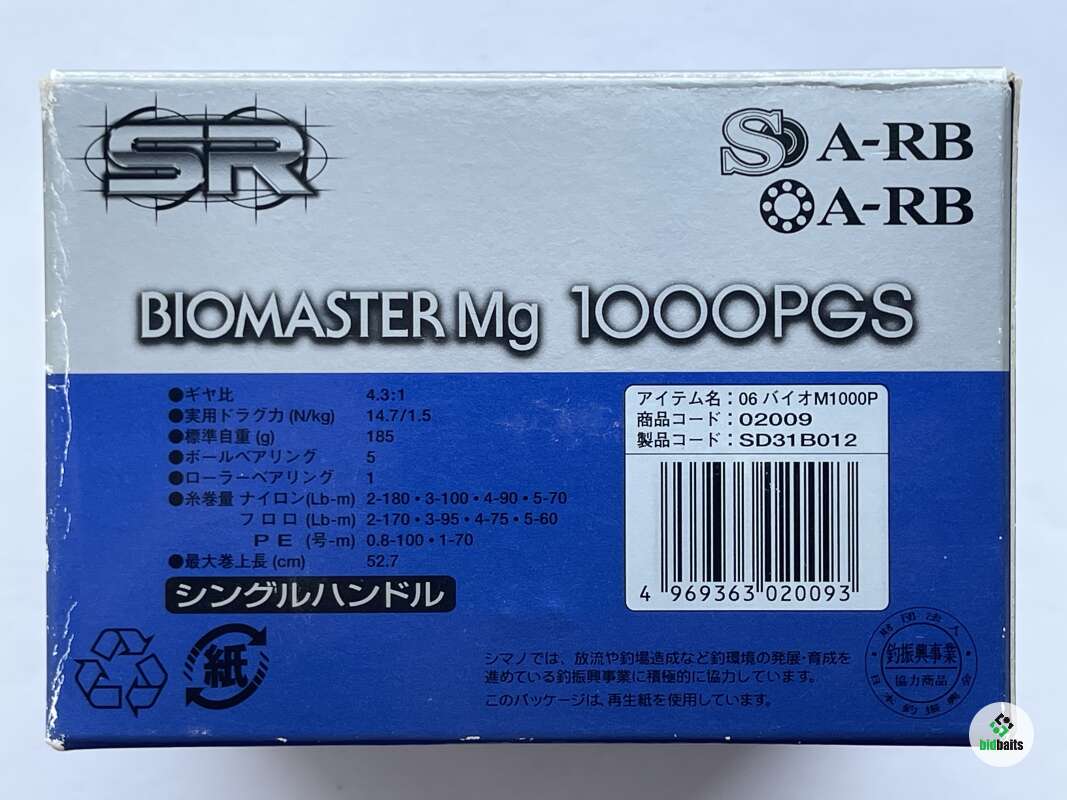 SR
S A-RB
A-RB
BIOMASTER Mg 1000PGS
●ギヤ比 4.3:1
●実用ドラグ力 (N/kg) 14.7/1.5
●標準自重 (g) 185
●ボールベアリング 5
●ローラーベアリング 1
●糸巻量 ナイロン(Lb-m) 2-180・3-100・4-90・5-70
フロロ (Lb-m) 2-170・3-95・4-75・5-60
PE (号-m) 0.8-100・1-70
●最大巻上長 (cm) 52.7
シングルハンドル
アイテム名：06 バイオM1000P
商品コード：02009
製品コード：SD31B012
4 969363 020093
紙
シマノでは、放流や釣場造成など釣環境の発展・育成を
進めている釣振興事業に積極的に協力しています。
このパッケージは、再生紙を使用しています。
財団法人
釣振興事業
協力商品
日本釣振興会
bidbaits